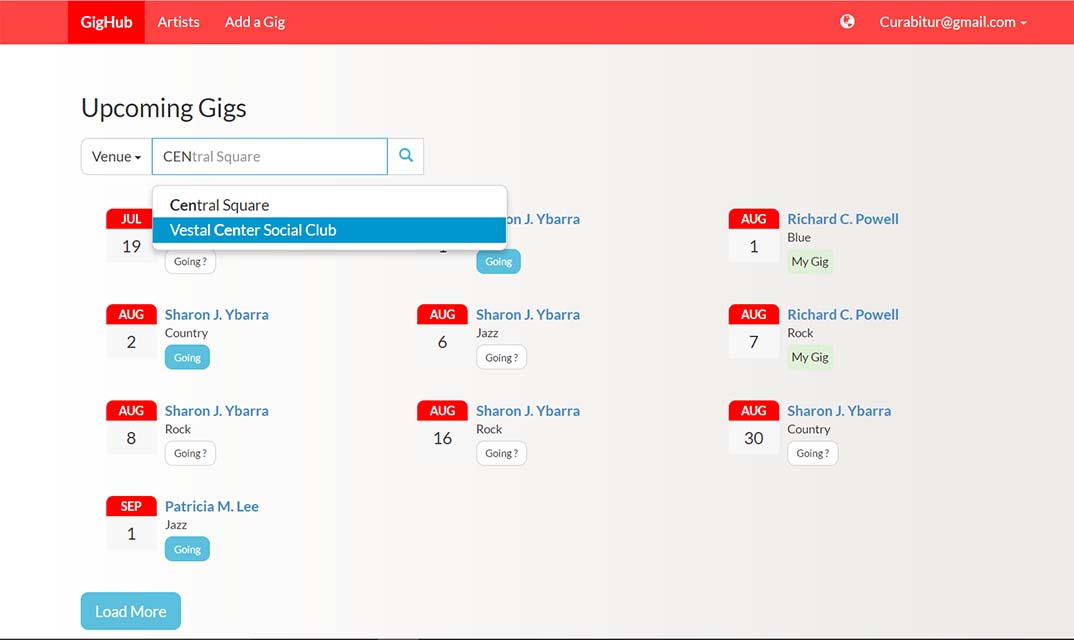 GigHub Artists Add a Gig Curabitur@gmail.com
Upcoming Gigs
Venue CENtral Square
Central Square
Vestal Center Social Club
JUL
19
Going ?
on J. Ybarra
Going
AUG
1
Richard C. Powell
Blue
My Gig
AUG
2
Sharon J. Ybarra
Country
Going
AUG
6
Sharon J. Ybarra
Jazz
Going ?
AUG
7
Richard C. Powell
Rock
My Gig
AUG
8
Sharon J. Ybarra
Rock
Going ?
AUG
16
Sharon J. Ybarra
Rock
Going ?
AUG
30
Sharon J. Ybarra
Country
Going ?
SEP
1
Patricia M. Lee
Jazz
Going
Load More